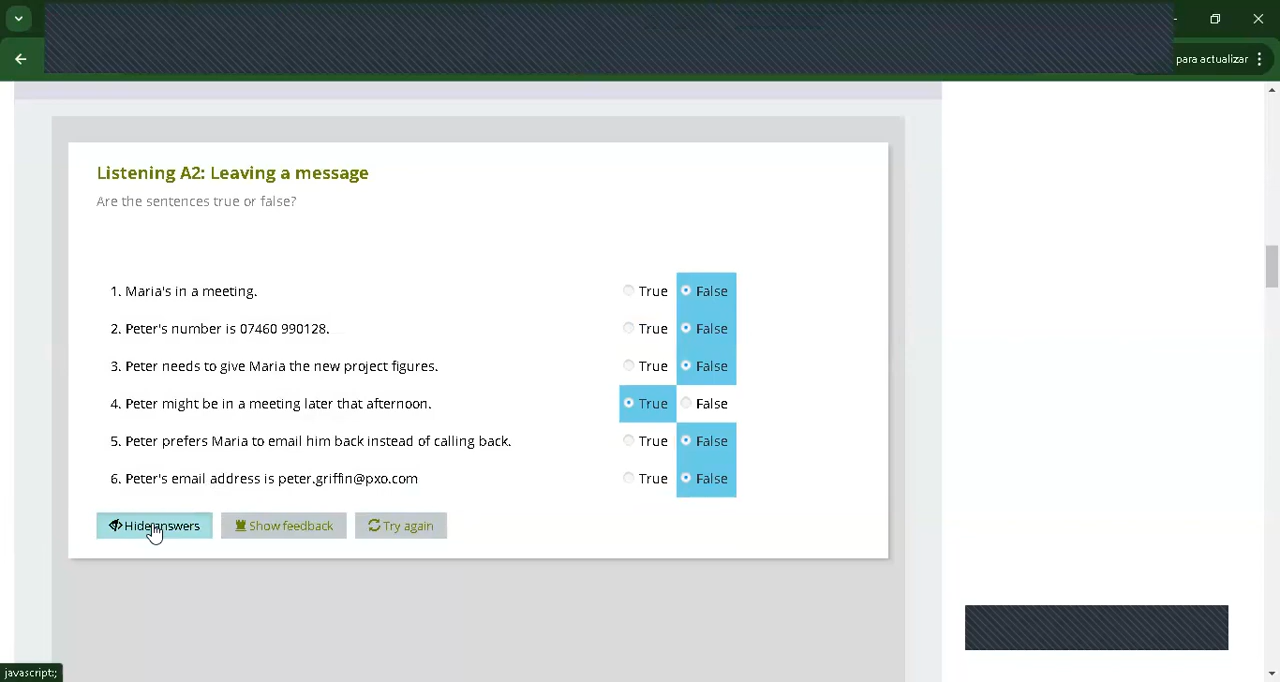 para actualizar
Listening A2: Leaving a message
Are the sentences true or false?
1. Maria's in a meeting. True False
2. Peter's number is 07460 990128. True False
3. Peter needs to give Maria the new project figures. True False
4. Peter might be in a meeting later that afternoon. True False
5. Peter prefers Maria to email him back instead of calling back. True False
6. Peter's email address is peter.griffin@pxo.com True False
Hide answers Show feedback Try again
javascript:;